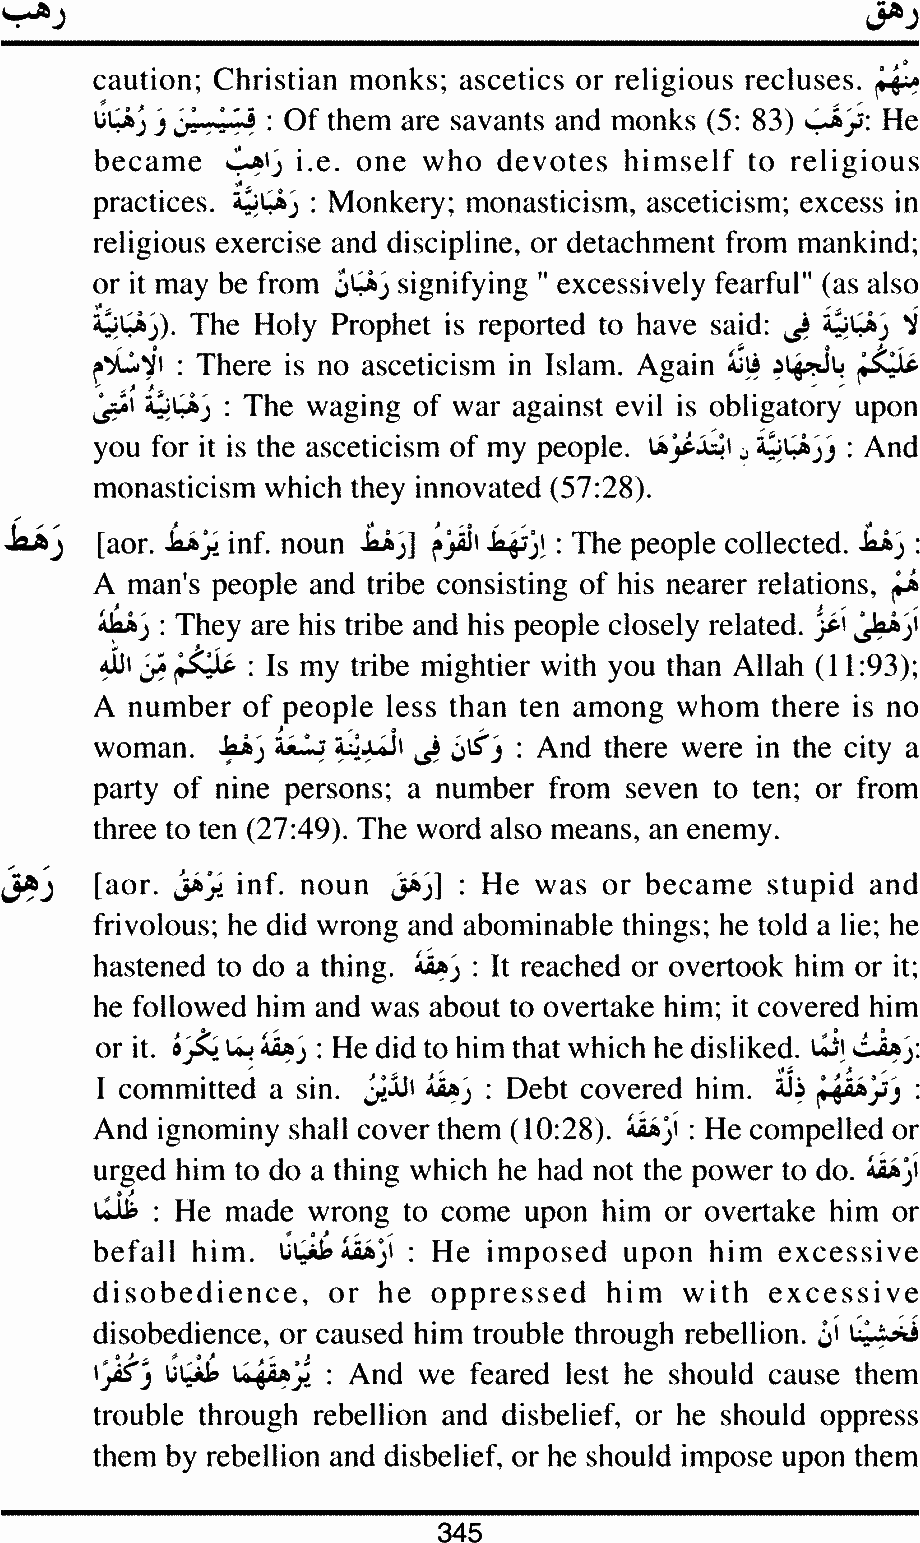 رهب رهق
caution; Christian monks; ascetics or religious recluses. مِنْهُمْ
قِسِّيْسِيْنَ وَ رُهْبَانًا : Of them are savants and monks (5: 83) تَرَهَّبَ: He
became رَاهِبٌ i.e. one who devotes himself to religious
practices. رَهْبَانِيَّةٌ : Monkery; monasticism, asceticism; excess in
religious exercise and discipline, or detachment from mankind;
or it may be from رَهْبَانٌ signifying " excessively fearful" (as also
رَهْبَانِيَّةٌ). The Holy Prophet is reported to have said: لَا رَهْبَانِيَّةَ فِى
الْاِسْلَامِ : There is no asceticism in Islam. Again عَلَيْكُمْ بِالْجِهَادِ فَاِنَّهُ
رَهْبَانِيَّةُ اُمَّتِىْ : The waging of war against evil is obligatory upon
you for it is the asceticism of my people. وَرَهْبَانِيَّةَ نِ ابْتَدَعُوْهَا : And
monasticism which they innovated (57:28).
رَهَطَ [aor. يَرْهَطُ inf. noun رَهْطٌ] اِرْتَهَطَ الْقَوْمُ : The people collected. رَهْطٌ :
A man's people and tribe consisting of his nearer relations, هُمْ
رَهْطُهُ : They are his tribe and his people closely related. اَرَهْطِىْ اَعَزُّ
عَلَيْكُمْ مِّنَ اللّٰهِ : Is my tribe mightier with you than Allah (11:93);
A number of people less than ten among whom there is no
woman. وَكَانَ فِى الْمَدِيْنَةِ تِسْعَةُ رَهْطٍ : And there were in the city a
party of nine persons; a number from seven to ten; or from
three to ten (27:49). The word also means, an enemy.
رَهِقَ [aor. يَرْهَقُ inf. noun رَهَقَ] : He was or became stupid and
frivolous; he did wrong and abominable things; he told a lie; he
hastened to do a thing. رَهِقَهُ : It reached or overtook him or it;
he followed him and was about to overtake him; it covered him
or it. رَهِقَهُ بِمَا يَكْرَهُ : He did to him that which he disliked. رَهِقْتُ اِثْمًا:
I committed a sin. رَهِقَهُ الدَّيْنُ : Debt covered him. وَتَرْهَقُهُمْ ذِلَّةٌ :
And ignominy shall cover them (10:28). اَرْهَقَهُ : He compelled or
urged him to do a thing which he had not the power to do. اَرْهَقَهُ
ظُلْمًا : He made wrong to come upon him or overtake him or
befall him. اَرْهَقَهُ طُغْيَانًا : He imposed upon him excessive
disobedience, or he oppressed him with excessive
disobedience, or caused him trouble through rebellion. فَخَشِيْنَا اَنْ
يُّرْهِقَهُمَا طُغْيَانًا وَّكُفْرًا : And we feared lest he should cause them
trouble through rebellion and disbelief, or he should oppress
them by rebellion and disbelief, or he should impose upon them
345